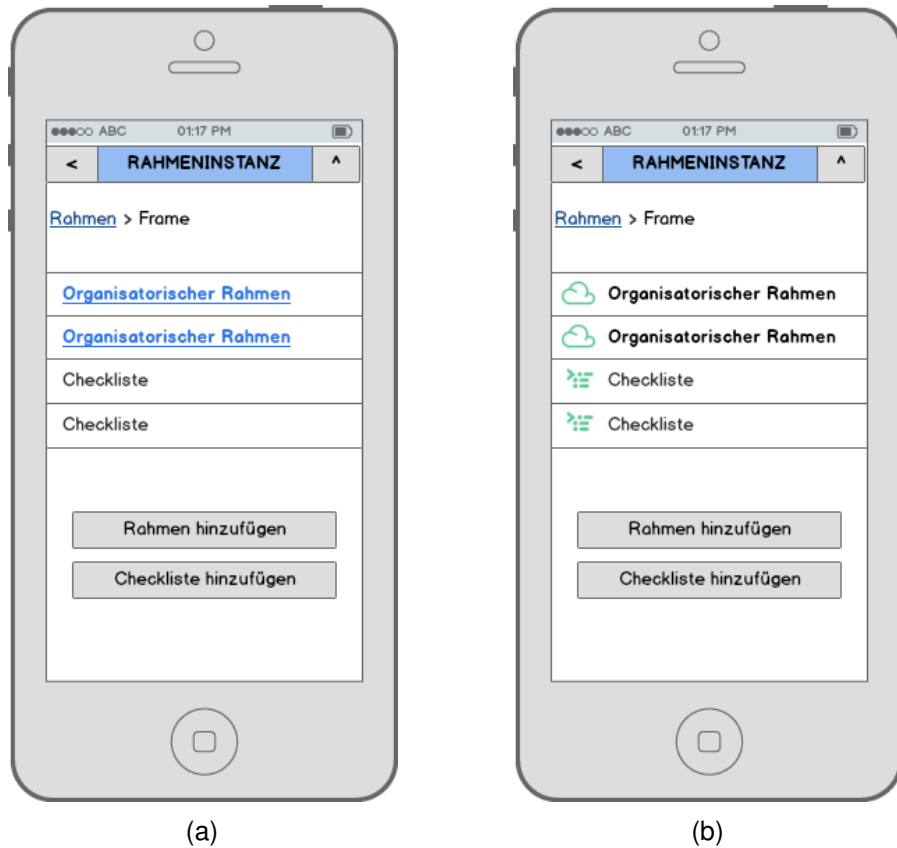 ABC 01:17 PM
< RAHMENINSTANZ ^
Rahmen > Frame
Organisatorischer Rahmen
Organisatorischer Rahmen
Checkliste
Checkliste
Rahmen hinzufügen
Checkliste hinzufügen
(a)
ABC 01:17 PM
< RAHMENINSTANZ ^
Rahmen > Frame
Organisatorischer Rahmen
Organisatorischer Rahmen
Checkliste
Checkliste
Rahmen hinzufügen
Checkliste hinzufügen
(b)